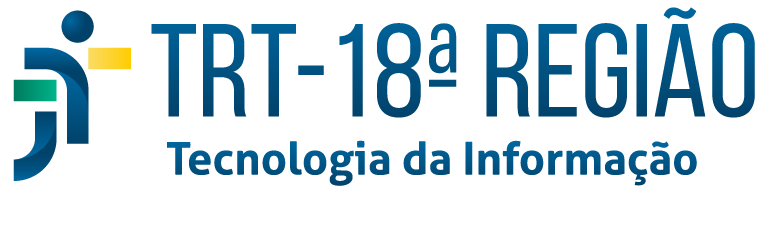 TRT-18ª REGIÃO
Tecnologia da Informação